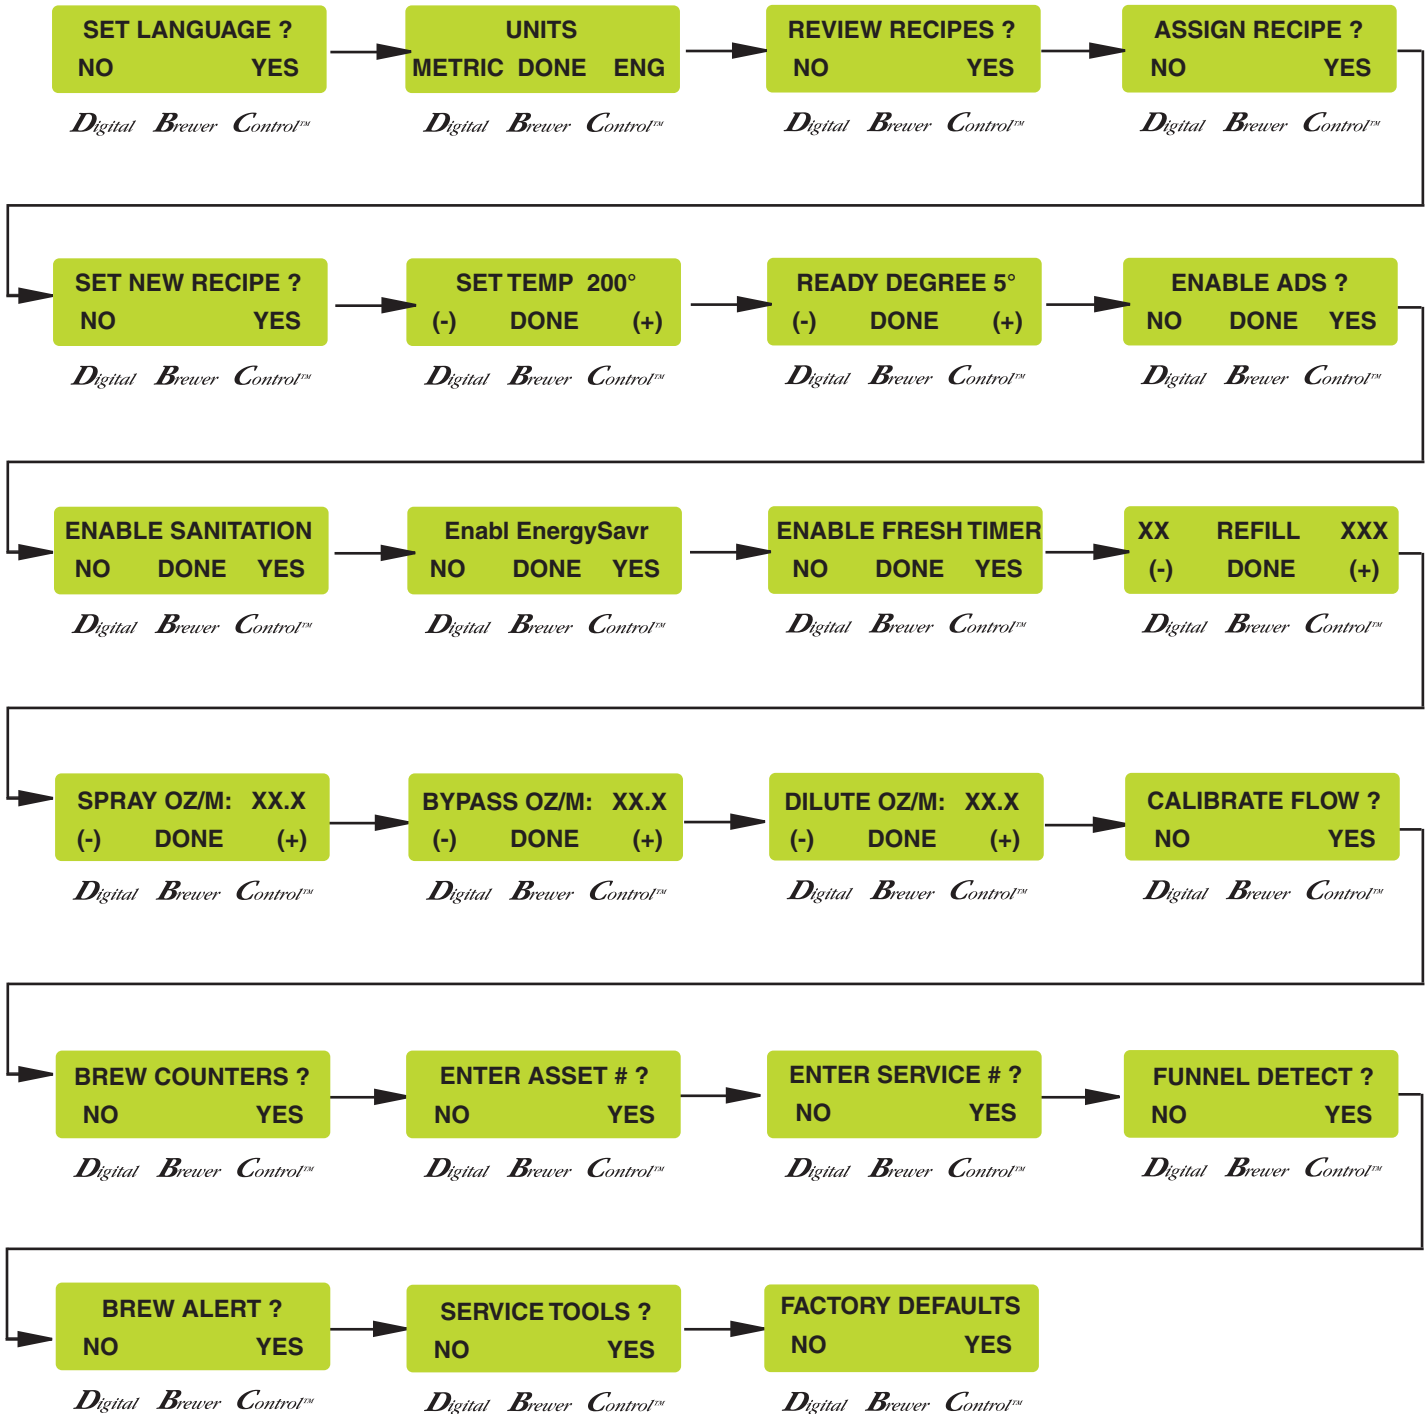 SET LANGUAGE ?
NO YES
Digital Brewer Control™
UNITS
METRIC DONE ENG
Digital Brewer Control™
REVIEW RECIPES ?
NO YES
Digital Brewer Control™
ASSIGN RECIPE ?
NO YES
Digital Brewer Control™
SET NEW RECIPE ?
NO YES
Digital Brewer Control™
SET TEMP 200°
(-) DONE (+)
Digital Brewer Control™
READY DEGREE 5°
(-) DONE (+)
Digital Brewer Control™
ENABLE ADS ?
NO DONE YES
Digital Brewer Control™
ENABLE SANITATION
NO DONE YES
Digital Brewer Control™
Enabl EnergySavr
NO DONE YES
Digital Brewer Control™
ENABLE FRESH TIMER
NO DONE YES
Digital Brewer Control™
XX REFILL XXX
(-) DONE (+)
Digital Brewer Control™
SPRAY OZ/M: XX.X
(-) DONE (+)
Digital Brewer Control™
BYPASS OZ/M: XX.X
(-) DONE (+)
Digital Brewer Control™
DILUTE OZ/M: XX.X
(-) DONE (+)
Digital Brewer Control™
CALIBRATE FLOW ?
NO YES
Digital Brewer Control™
BREW COUNTERS ?
NO YES
Digital Brewer Control™
ENTER ASSET # ?
NO YES
Digital Brewer Control™
ENTER SERVICE # ?
NO YES
Digital Brewer Control™
FUNNEL DETECT ?
NO YES
Digital Brewer Control™
BREW ALERT ?
NO YES
Digital Brewer Control™
SERVICE TOOLS ?
NO YES
Digital Brewer Control™
FACTORY DEFAULTS
NO YES
Digital Brewer Control™